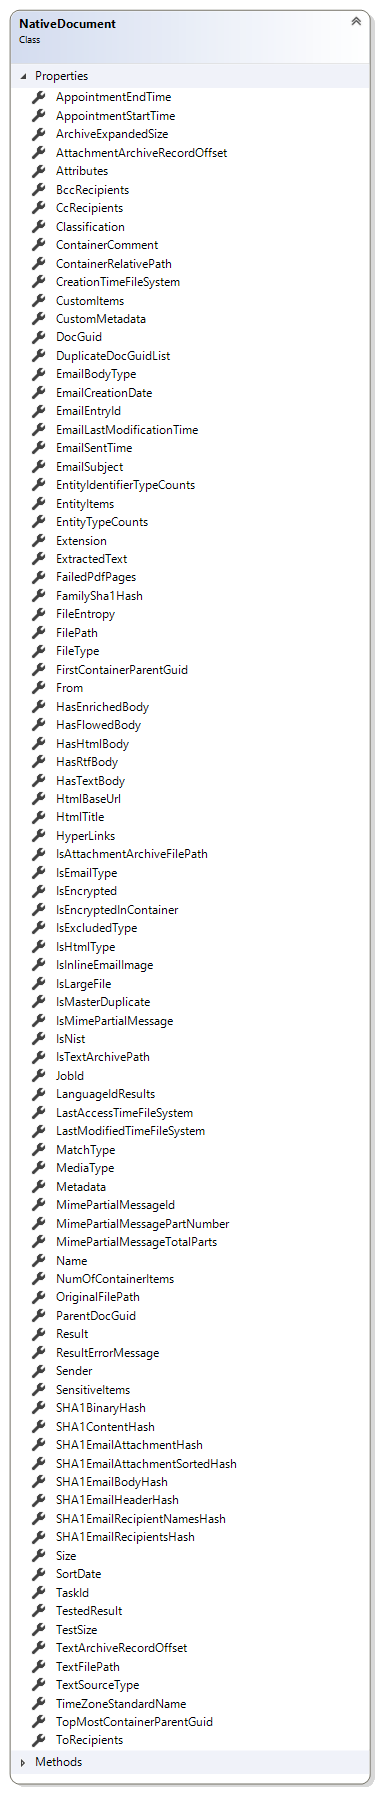 NativeDocument
Class
Properties
AppointmentEndTime
AppointmentStartTime
ArchiveExpandedSize
AttachmentArchiveRecordOffset
Attributes
BccRecipients
CcRecipients
Classification
ContainerComment
ContainerRelativePath
CreationTimeFileSystem
CustomItems
CustomMetadata
DocGuid
DuplicateDocGuidList
EmailBodyType
EmailCreationDate
EmailEntryId
EmailLastModificationTime
EmailSentTime
EmailSubject
EntityIdentifierTypeCounts
EntityItems
EntityTypeCounts
Extension
ExtractedText
FailedPdfPages
FamilySha1Hash
FileEntropy
FilePath
FileType
FirstContainerParentGuid
From
HasEnrichedBody
HasFlowedBody
HasHtmlBody
HasRtfBody
HasTextBody
HtmlBaseUrl
HtmlTitle
HyperLinks
IsAttachmentArchiveFilePath
IsEmailType
IsEncrypted
IsEncryptedInContainer
IsExcludedType
IsHtmlType
IsInlineEmailImage
IsLargeFile
IsMasterDuplicate
IsMimePartialMessage
IsNist
IsTextArchivePath
JobId
LanguageIdResults
LastAccessTimeFileSystem
LastModifiedTimeFileSystem
MatchType
MediaType
Metadata
MimePartialMessageId
MimePartialMessagePartNumber
MimePartialMessageTotalParts
Name
NumOfContainerItems
OriginalFilePath
ParentDocGuid
Result
ResultErrorMessage
Sender
SensitiveItems
SHA1BinaryHash
SHA1ContentHash
SHA1EmailAttachmentHash
SHA1EmailAttachmentSortedHash
SHA1EmailBodyHash
SHA1EmailHeaderHash
SHA1EmailRecipientNamesHash
SHA1EmailRecipientsHash
Size
SortDate
TaskId
TestedResult
TestSize
TextArchiveRecordOffset
TextFilePath
TextSourceType
TimeZoneStandardName
TopMostContainerParentGuid
ToRecipients
Methods